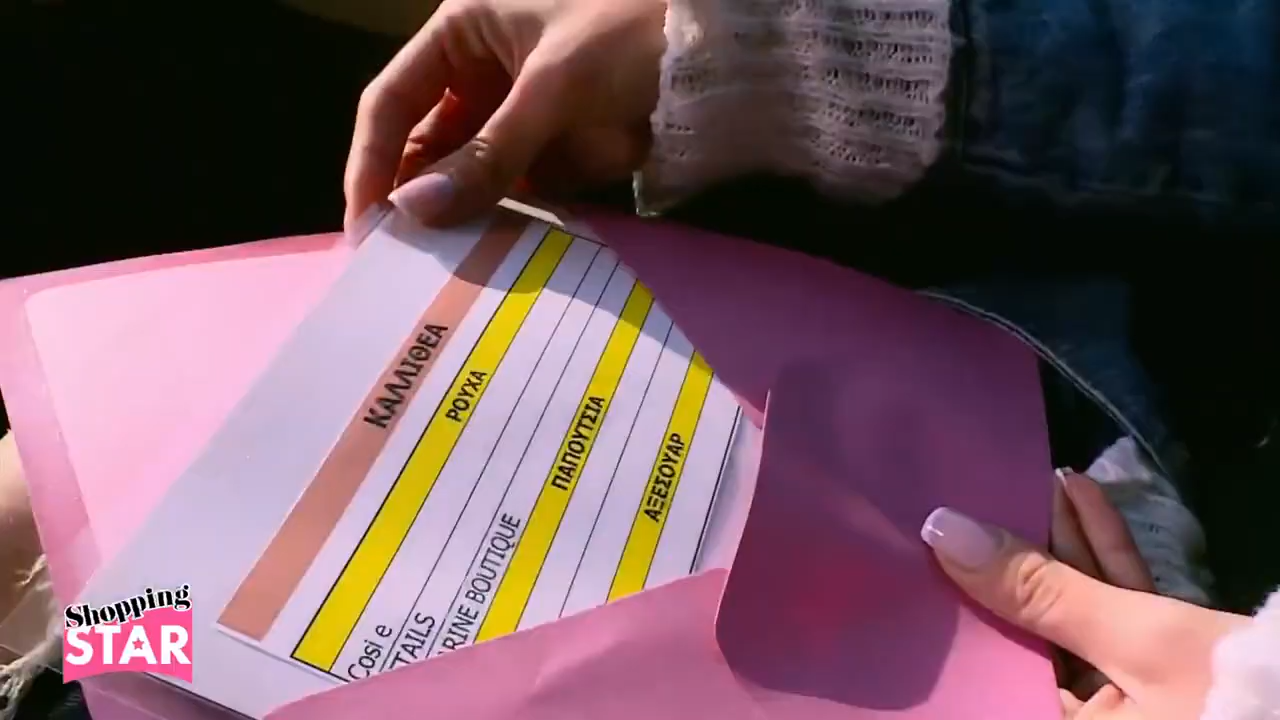 ΚΑΛΛΙΘΕΑ
ΡΟΥΧΑ
Cosi e
TAILS
RINE BOUTIQUE
ΠΑΠΟΥΤΣΙΑ
ΑΞΕΣΟΥΑΡ
Shopping
STAR